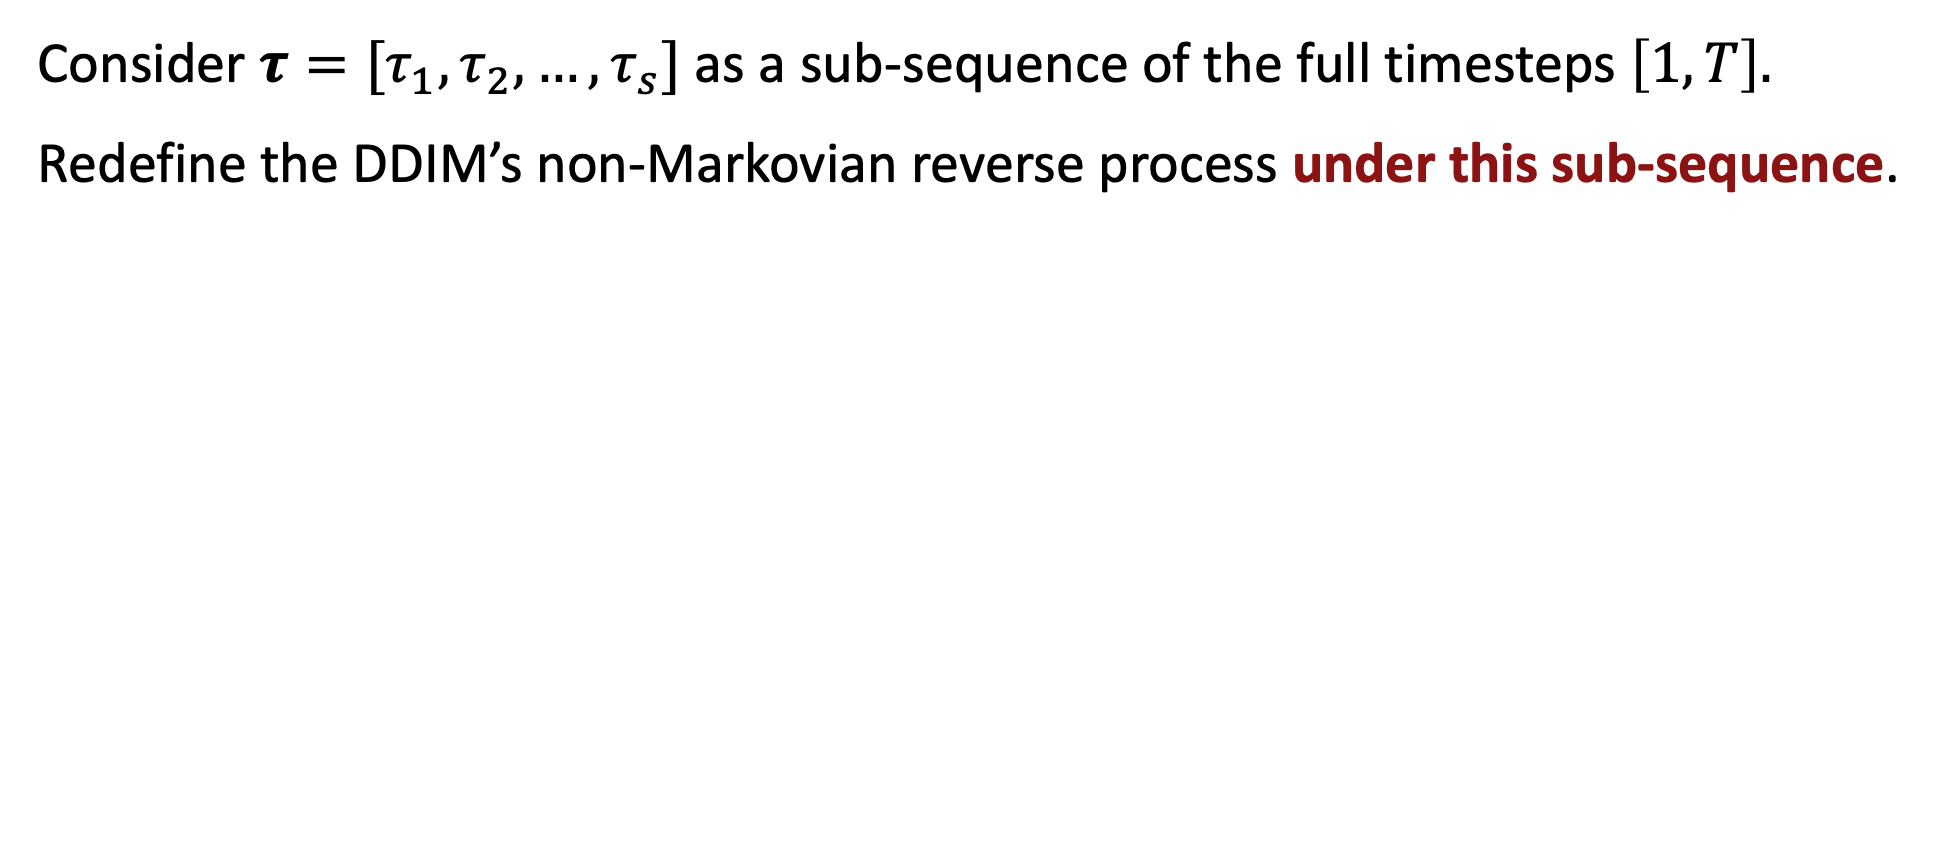 Consider 𝝉 = [τ₁, τ₂, … , τₛ] as a sub-sequence of the full timesteps [1, T].
Redefine the DDIM’s non-Markovian reverse process under this sub-sequence.